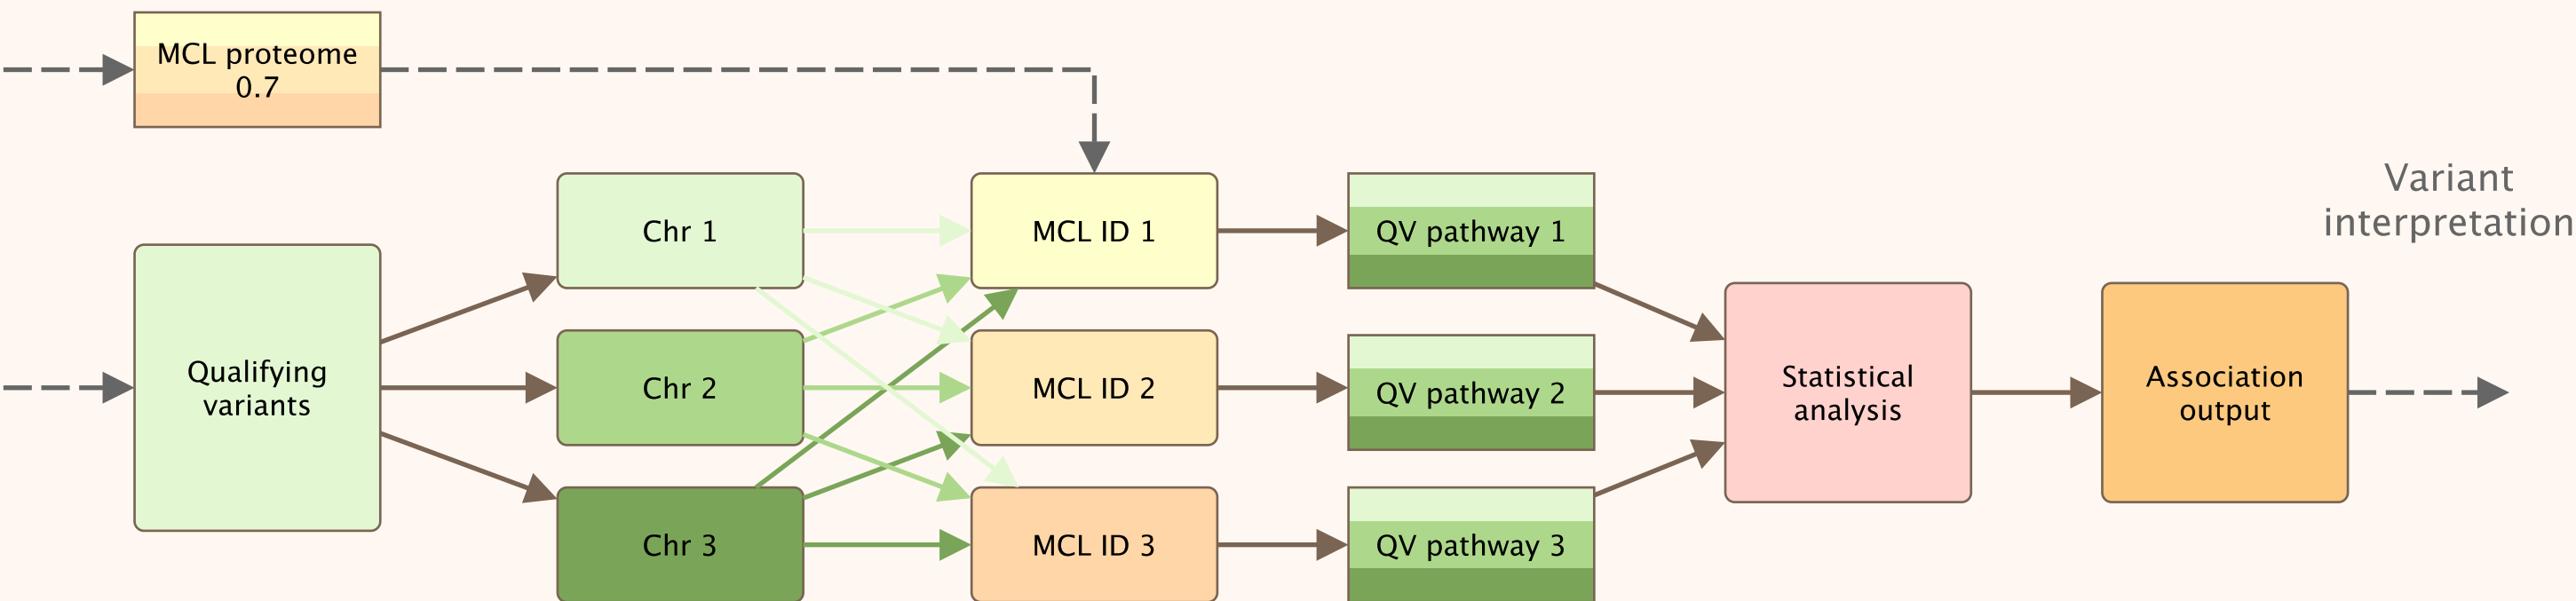 MCL proteome
0.7
Variant
interpretation
Chr 1
MCL ID 1
QV pathway 1
Qualifying
variants
Chr 2
MCL ID 2
QV pathway 2
Statistical
analysis
Association
output
Chr 3
MCL ID 3
QV pathway 3